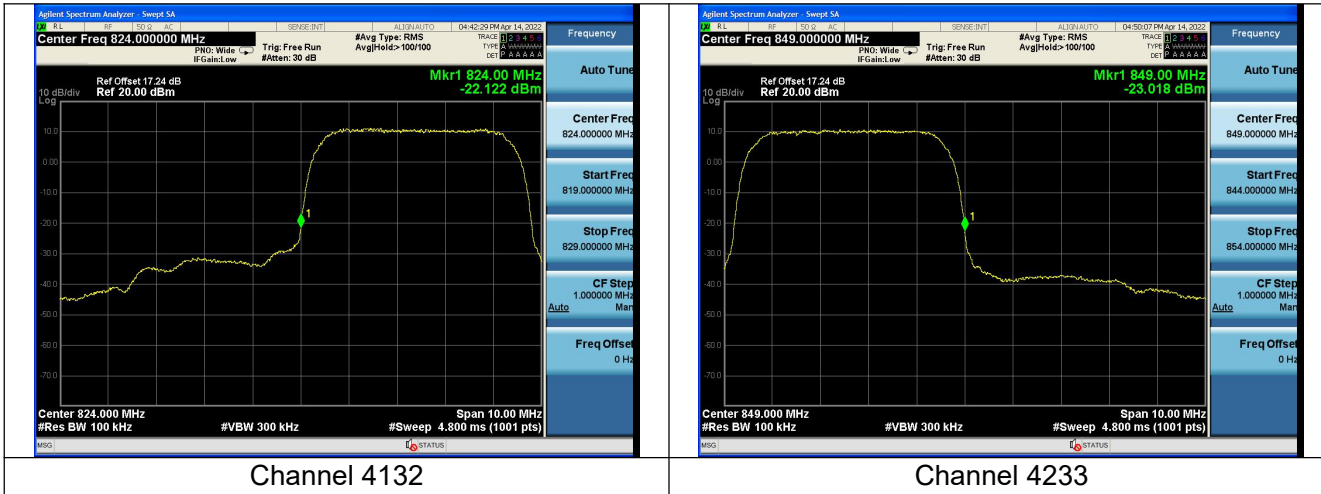 Agilent Spectrum Analyzer - Swept SA
LXI RL RF 50 Ω AC SENSE:INT ALIGN AUTO 04:42:29 PM Apr 14, 2022
Center Freq 824.000000 MHz
PNO: Wide
IFGain:Low
Trig: Free Run
#Atten: 30 dB
#Avg Type: RMS
Avg|Hold:> 100/100
TRACE 1 2 3 4 5 6
TYPE A WWWWW
DET P A A A A A
Ref Offset 17.24 dB
Ref 20.00 dBm
10 dB/div
Log
Mkr1 824.00 MHz
-22.122 dBm
10.0
0.00
-10.0
-20.0
-30.0
-40.0
-50.0
-60.0
-70.0
1
Center 824.000 MHz
Span 10.00 MHz
#Res BW 100 kHz
#VBW 300 kHz
#Sweep 4.800 ms (1001 pts)
MSG
STATUS
Frequency
Auto Tune
Center Freq
824.000000 MHz
Start Freq
819.000000 MHz
Stop Freq
829.000000 MHz
CF Step
1.000000 MHz
Auto Man
Freq Offset
0 Hz
Channel 4132
Agilent Spectrum Analyzer - Swept SA
LXI RL RF 50 Ω AC SENSE:INT ALIGN AUTO 04:50:07 PM Apr 14, 2022
Center Freq 849.000000 MHz
PNO: Wide
IFGain:Low
Trig: Free Run
#Atten: 30 dB
#Avg Type: RMS
Avg|Hold:> 100/100
TRACE 1 2 3 4 5 6
TYPE A WWWWW
DET P A A A A A
Ref Offset 17.24 dB
Ref 20.00 dBm
10 dB/div
Log
Mkr1 849.00 MHz
-23.018 dBm
10.0
0.00
-10.0
-20.0
-30.0
-40.0
-50.0
-60.0
-70.0
1
Center 849.000 MHz
Span 10.00 MHz
#Res BW 100 kHz
#VBW 300 kHz
#Sweep 4.800 ms (1001 pts)
MSG
STATUS
Frequency
Auto Tune
Center Freq
849.000000 MHz
Start Freq
844.000000 MHz
Stop Freq
854.000000 MHz
CF Step
1.000000 MHz
Auto Man
Freq Offset
0 Hz
Channel 4233